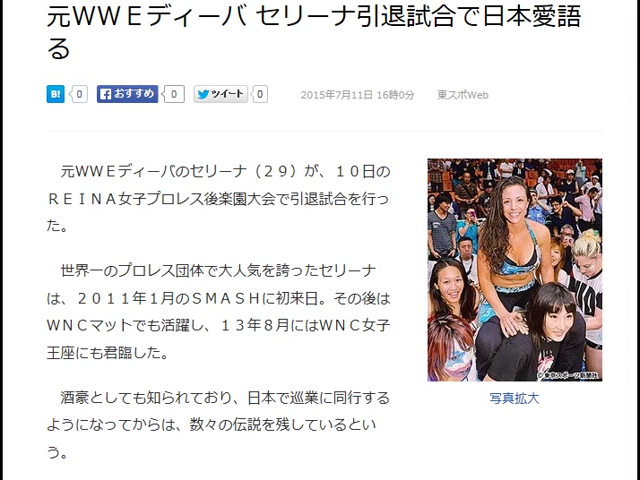 元ＷＷＥディーバ セリーナ引退試合で日本愛語
る
B! 0 おすすめ 0 ツイート 0 2015年7月11日 16時0分 東スポWeb
元ＷＷＥディーバのセリーナ（２９）が、１０日の
ＲＥＩＮＡ女子プロレス後楽園大会で引退試合を行っ
た。
世界一のプロレス団体で大人気を誇ったセリーナ
は、２０１１年１月のＳＭＡＳＨに初来日。その後は
ＷＮＣマットでも活躍し、１３年８月にはＷＮＣ女子
王座にも君臨した。
酒豪としても知られており、日本で巡業に同行する
ようになってからは、数々の伝説を残しているとい
う。
©東京スポーツ新聞社
写真拡大